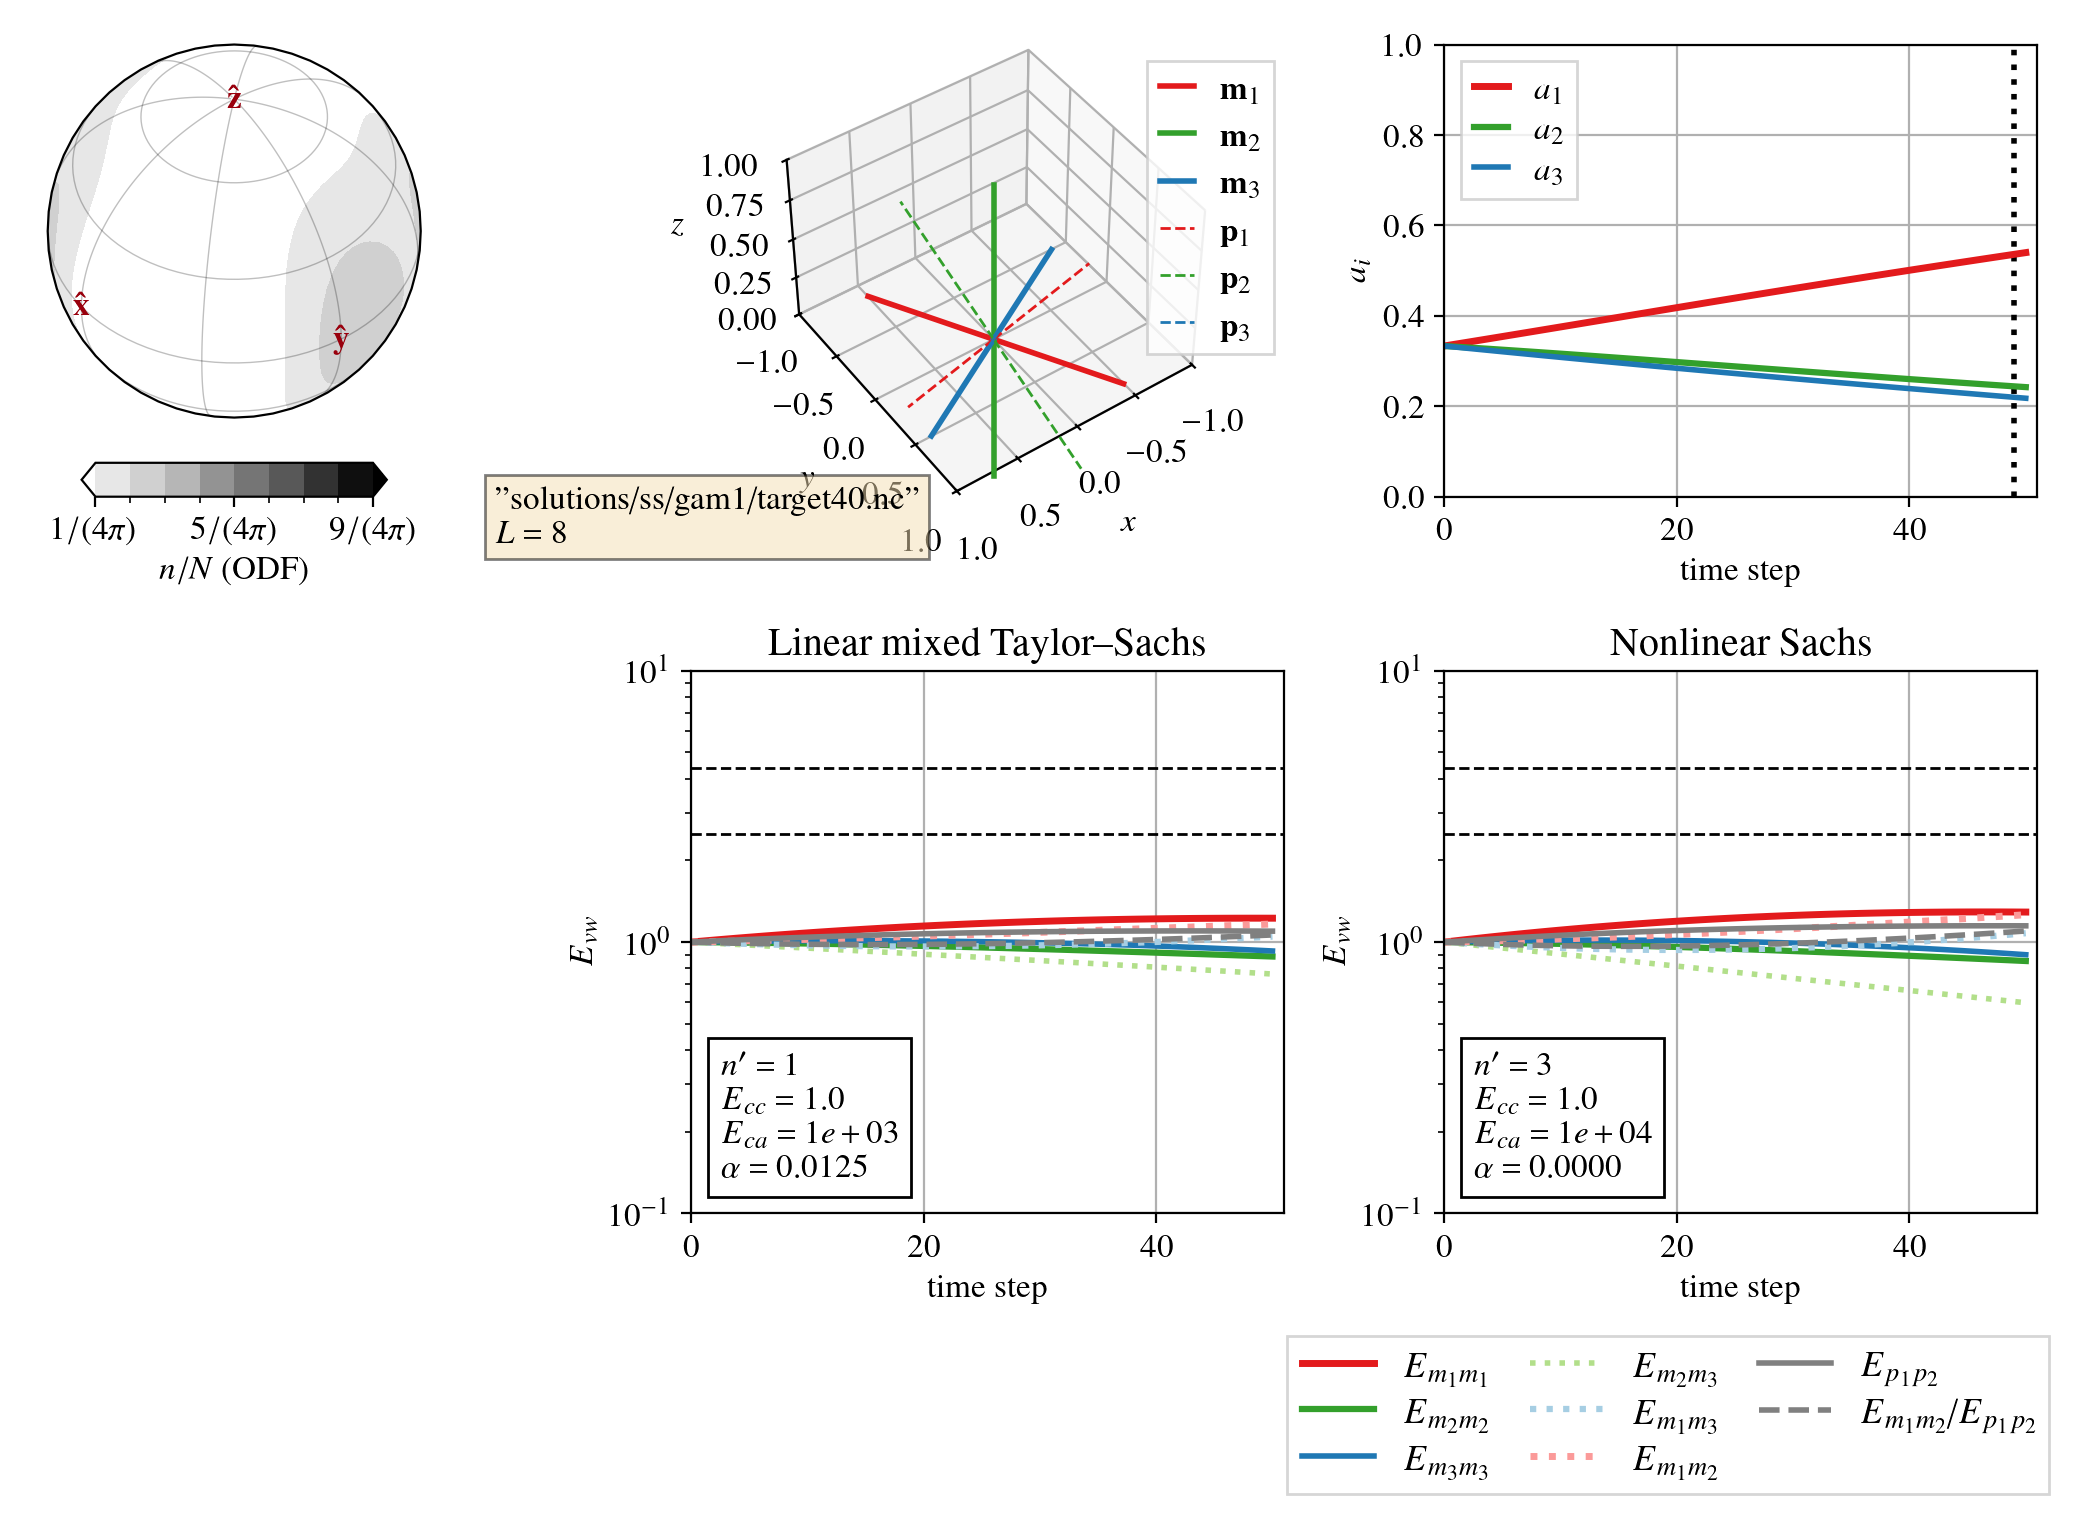 ẑ
x̂
ŷ
1/(4π) 5/(4π) 9/(4π)
n/N (ODF)
1.00
0.75
0.50
0.25
0.00
z
−1.0
−0.5
0.0
0.5
1.0
y
1.0
0.5
0.0
−0.5
−1.0
x
m1
m2
m3
p1
p2
p3
"solutions/ss/gam1/target40.nc"
L = 8
1.0
0.8
0.6
0.4
0.2
0.0
ai
a1
a2
a3
0 20 40
time step
Linear mixed Taylor–Sachs
10^1
10^0
10^−1
Evw
n′ = 1
Ecc = 1.0
Eca = 1e + 03
α = 0.0125
0 20 40
time step
Nonlinear Sachs
10^1
10^0
10^−1
Evw
n′ = 3
Ecc = 1.0
Eca = 1e + 04
α = 0.0000
0 20 40
time step
Em1m1
Em2m2
Em3m3
Em2m3
Em1m3
Em1m2
Ep1p2
Em1m2/Ep1p2